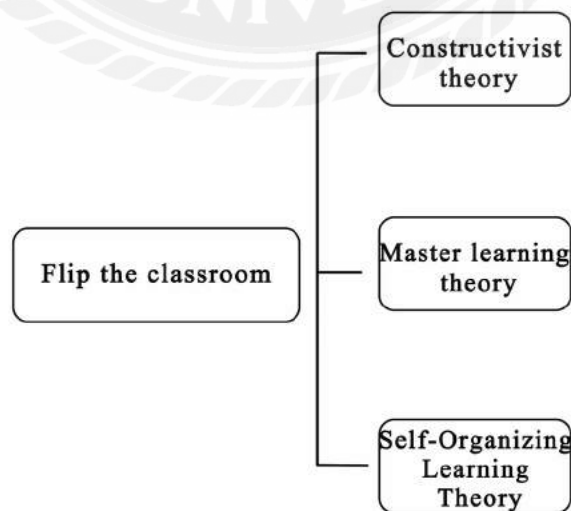 Constructivist
theory
Flip the classroom
Master learning
theory
Self-Organizing
Learning
Theory